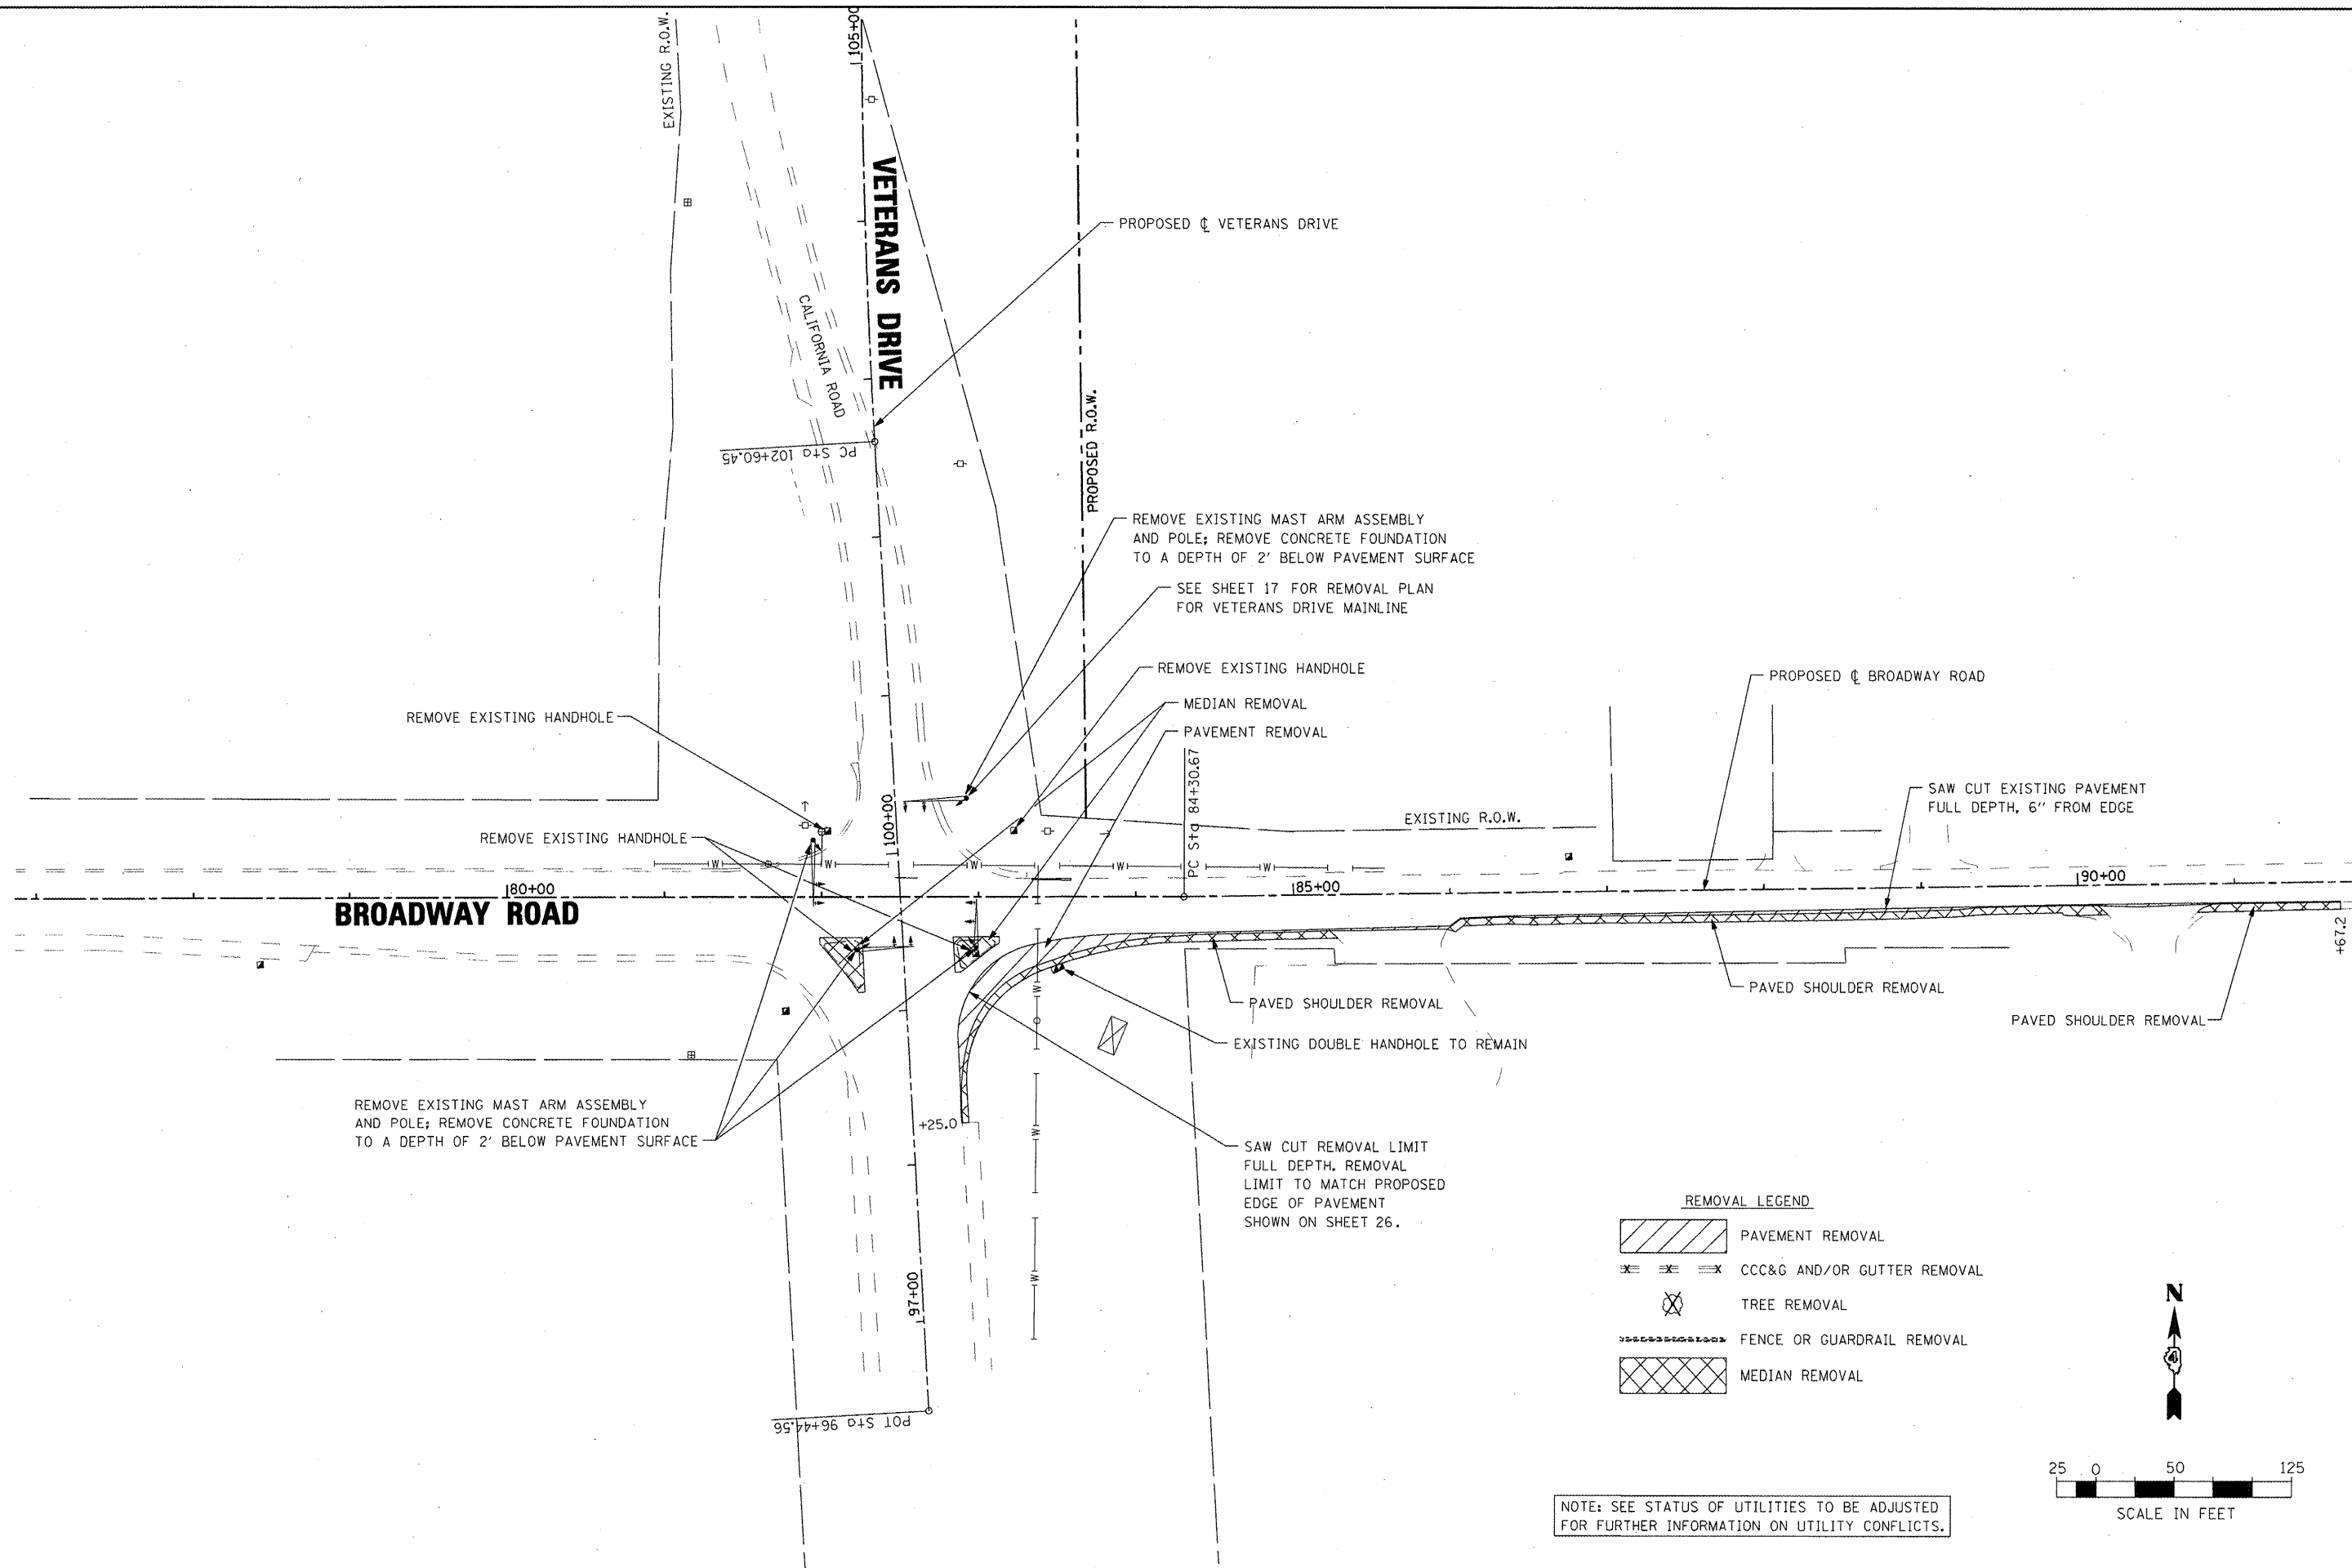 EXISTING R.O.W.
105+00
VETERANS DRIVE
CALIFORNIA ROAD
PROPOSED ℄ VETERANS DRIVE
PC Sta 102+60.45
PROPOSED R.O.W.
REMOVE EXISTING MAST ARM ASSEMBLY
AND POLE; REMOVE CONCRETE FOUNDATION
TO A DEPTH OF 2' BELOW PAVEMENT SURFACE
SEE SHEET 17 FOR REMOVAL PLAN
FOR VETERANS DRIVE MAINLINE
REMOVE EXISTING HANDHOLE
MEDIAN REMOVAL
PAVEMENT REMOVAL
PROPOSED ℄ BROADWAY ROAD
REMOVE EXISTING HANDHOLE
REMOVE EXISTING HANDHOLE
100+00
PC Sta 84+30.67
EXISTING R.O.W.
SAW CUT EXISTING PAVEMENT
FULL DEPTH, 6'' FROM EDGE
W W W W W W
80+00
85+00
90+00
BROADWAY ROAD
+67.2
PAVED SHOULDER REMOVAL
PAVED SHOULDER REMOVAL
PAVED SHOULDER REMOVAL
EXISTING DOUBLE HANDHOLE TO REMAIN
W
W
W
REMOVE EXISTING MAST ARM ASSEMBLY
AND POLE; REMOVE CONCRETE FOUNDATION
TO A DEPTH OF 2' BELOW PAVEMENT SURFACE
+25.0
SAW CUT REMOVAL LIMIT
FULL DEPTH. REMOVAL
LIMIT TO MATCH PROPOSED
EDGE OF PAVEMENT
SHOWN ON SHEET 26.
97+00
POT Sta 96+44.56
REMOVAL LEGEND
PAVEMENT REMOVAL
CCC&G AND/OR GUTTER REMOVAL
TREE REMOVAL
FENCE OR GUARDRAIL REMOVAL
MEDIAN REMOVAL
N
4
25 0 50 125
SCALE IN FEET
NOTE: SEE STATUS OF UTILITIES TO BE ADJUSTED
FOR FURTHER INFORMATION ON UTILITY CONFLICTS.